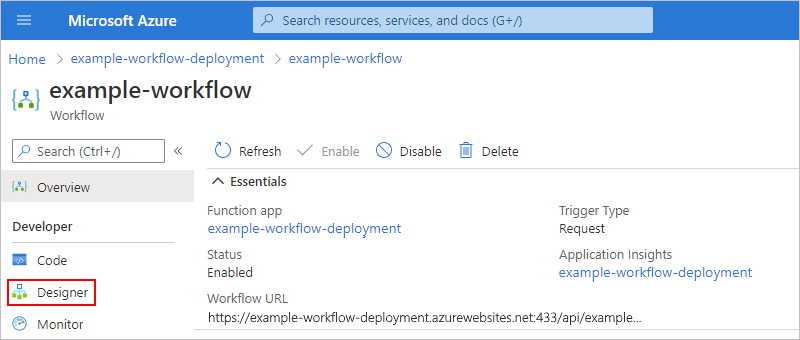 Microsoft Azure
Search resources, services, and docs (G+/)
Home > example-workflow-deployment > example-workflow
example-workflow
Workflow
Search (Ctrl+/)
«
Refresh
Enable
Disable
Delete
Overview
Developer
Code
Designer
Monitor
Essentials
Function app
example-workflow-deployment
Status
Enabled
Workflow URL
https://example-workflow-deployment.azurewebsites.net:433/api/example...
Trigger Type
Request
Application Insights
example-workflow-deployment